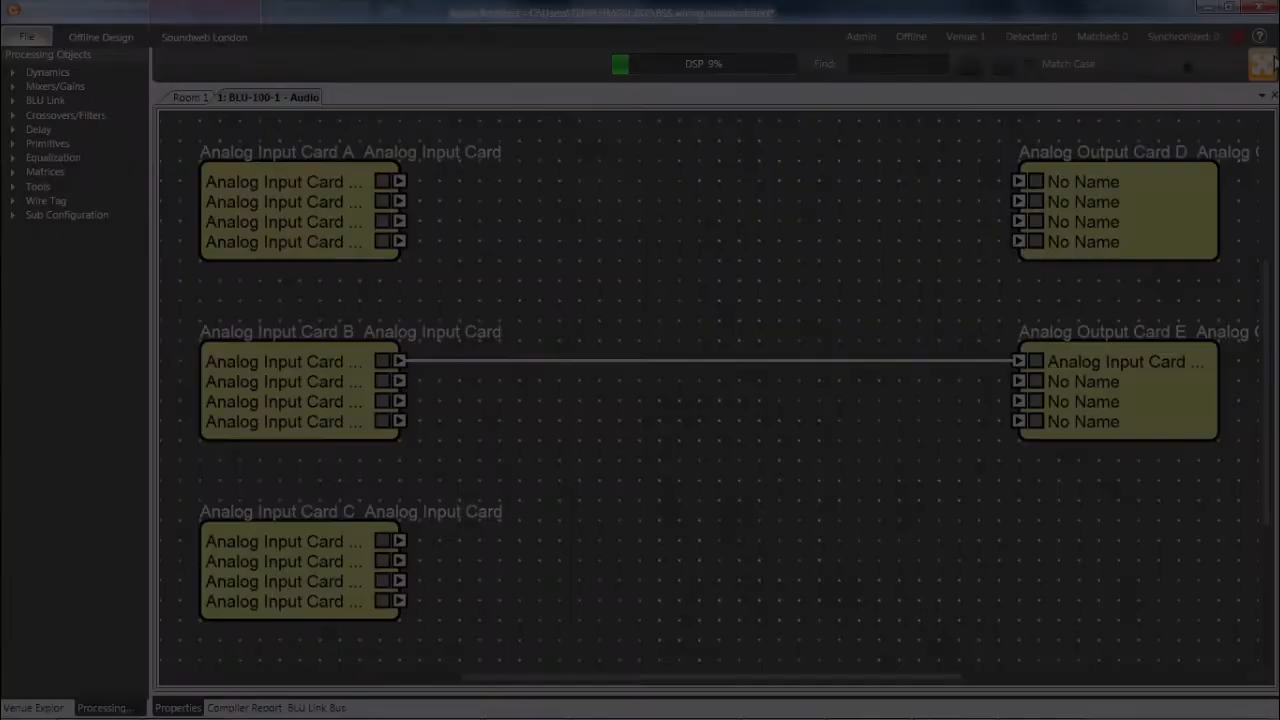 File Offline Design Soundweb London Admin Offline Venue: 1 Detected: 0 Matched: 0 Synchronized: 0
Processing Objects
DSP 9% Find: Match Case
Dynamics
Mixers/Gains
BLU Link
Crossovers/Filters
Delay
Primitives
Equalization
Matrices
Tools
Wire Tag
Sub Configuration
Room 1 1: BLU-100-1 - Audio
Analog Input Card A Analog Input Card
Analog Input Card ...
Analog Input Card ...
Analog Input Card ...
Analog Input Card ...
Analog Output Card D Analog
No Name
No Name
No Name
No Name
Analog Input Card B Analog Input Card
Analog Input Card ...
Analog Input Card ...
Analog Input Card ...
Analog Input Card ...
Analog Output Card E Analog
Analog Input Card ...
No Name
No Name
No Name
Analog Input Card C Analog Input Card
Analog Input Card ...
Analog Input Card ...
Analog Input Card ...
Analog Input Card ...
Venue Explor Processing... Properties Compiler Report BLU Link Bus